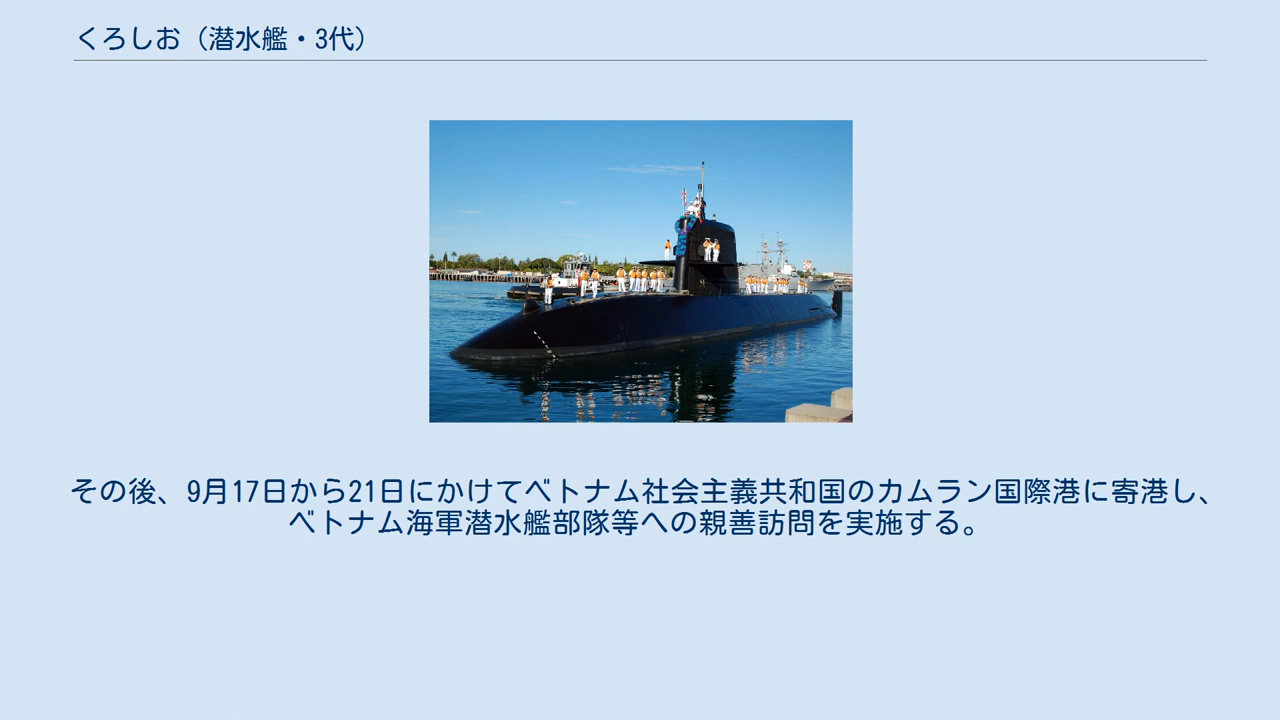 くろしお（潜水艦・3代）
その後、9月17日から21日にかけてベトナム社会主義共和国のカムラン国際港に寄港し、
ベトナム海軍潜水艦部隊等への親善訪問を実施する。